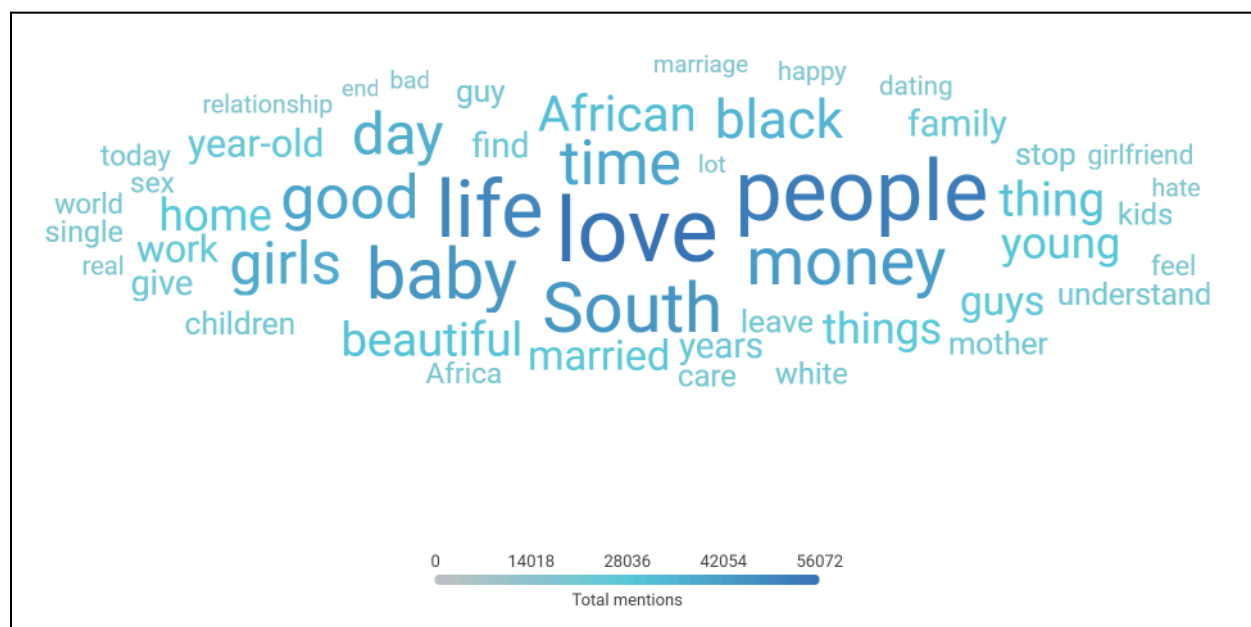 marriage
happy
end bad
guy
dating
relationship
African black
family
day
year-old
find
time
lot
stop girlfriend
today
sex
good life love people thing
hate
kids
world
home
single
work
girls baby
South
money
young
real
give
feel
understand
guys
children
beautiful
married
years
leave
things
mother
Africa
care
white
0 14018 28036 42054 56072
Total mentions